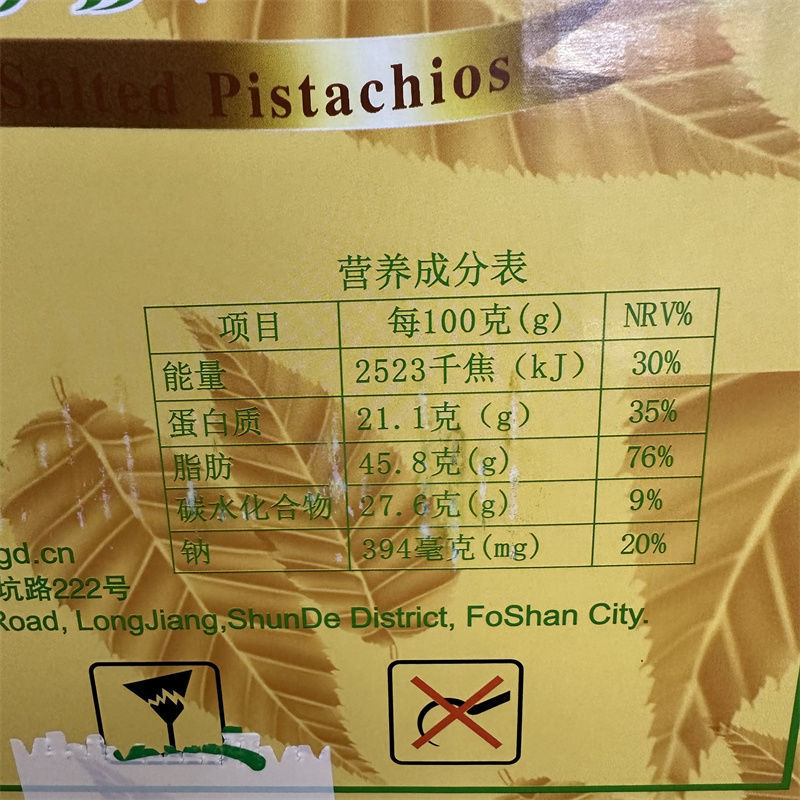 Salted Pistachios
营养成分表
项目 每100克(g) NRV%
能量 2523千焦（kJ） 30%
蛋白质 21.1克（g） 35%
脂肪 45.8克(g) 76%
碳水化合物 27.6克(g) 9%
钠 394毫克(mg) 20%
gd.cn
坑路222号
Road, LongJiang,ShunDe District, FoShan City.